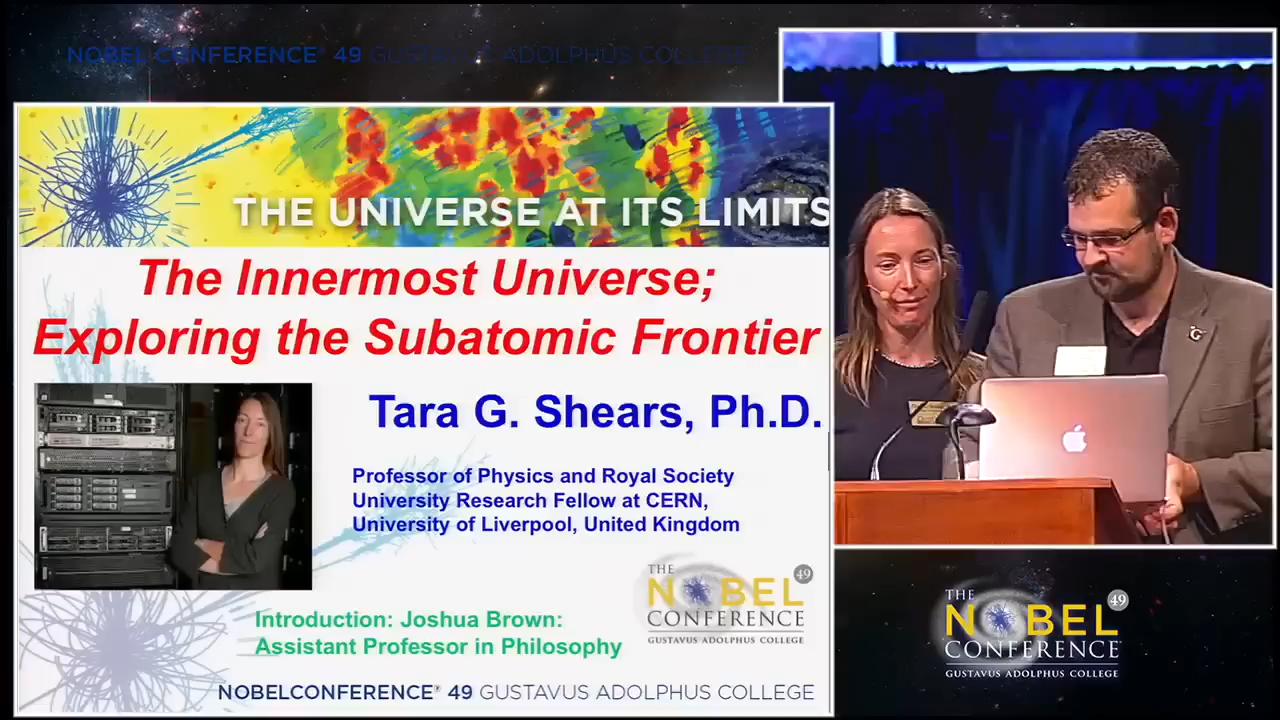 NOBEL CONFERENCE® 49 GUSTAVUS ADOLPHUS COLLEGE
THE UNIVERSE AT ITS LIMITS
The Innermost Universe;
Exploring the Subatomic Frontier
Tara G. Shears, Ph.D.
Professor of Physics and Royal Society
University Research Fellow at CERN,
University of Liverpool, United Kingdom
THE
NOBEL 49
CONFERENCE
GUSTAVUS ADOLPHUS COLLEGE
Introduction: Joshua Brown:
Assistant Professor in Philosophy
NOBELCONFERENCE® 49 GUSTAVUS ADOLPHUS COLLEGE
THE
NOBEL 49
CONFERENCE
GUSTAVUS ADOLPHUS COLLEGE